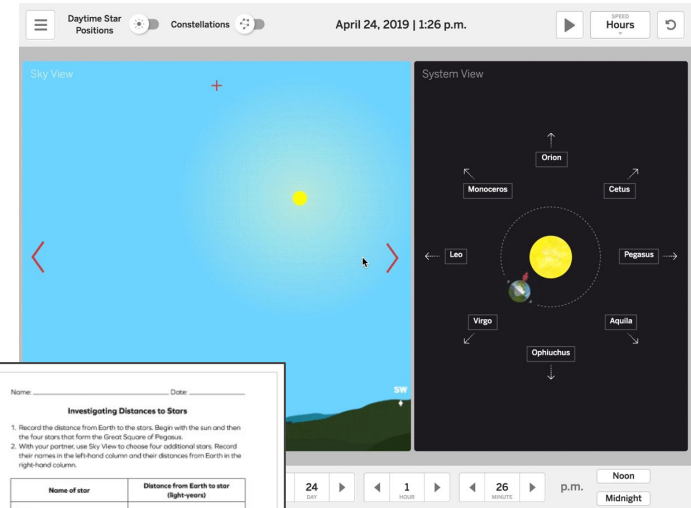 Daytime Star
Positions
Constellations
April 24, 2019 | 1:26 p.m.
SPEED
Hours
Sky View
System View
Orion
Monoceros
Cetus
Leo
Pegasus
Virgo
Aquila
Ophiuchus
SW
Name: Date:
Investigating Distances to Stars
1. Record the distance from Earth to the stars. Begin with the sun and then
the four stars that form the Great Square of Pegasus.
2. With your partner, use Sky View to choose four additional stars. Record
their names in the left-hand column and their distances from Earth in the
right-hand column.
Name of star
Distance from Earth to star
(light-years)
24
DAY
1
HOUR
26
MINUTE
p.m.
Noon
Midnight